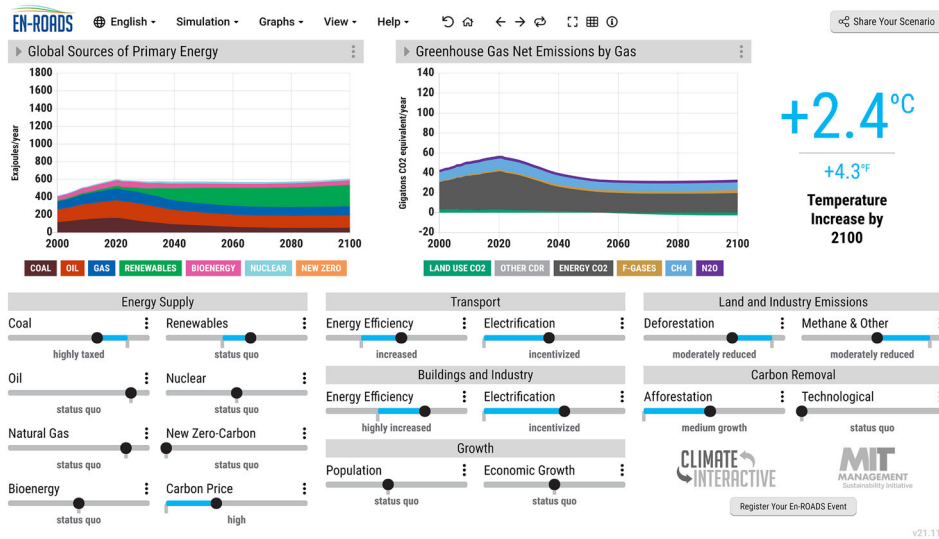 EN-ROADS
English
Simulation
Graphs
View
Help
Share Your Scenario
Global Sources of Primary Energy
Exajoules/year
1800
1600
1400
1200
1000
800
600
400
200
0
2000 2020 2040 2060 2080 2100
COAL OIL GAS RENEWABLES BIOENERGY NUCLEAR NEW ZERO
Greenhouse Gas Net Emissions by Gas
Gigatons CO2 equivalent/year
140
120
100
80
60
40
20
0
-20
2000 2020 2040 2060 2080 2100
LAND USE CO2 OTHER CDR ENERGY CO2 F-GASES CH4 N2O
+2.4°C
+4.3°F
Temperature
Increase by
2100
Energy Supply
Coal
highly taxed
Renewables
status quo
Oil
status quo
Nuclear
status quo
Natural Gas
status quo
New Zero-Carbon
status quo
Bioenergy
status quo
Carbon Price
high
Transport
Energy Efficiency
increased
Electrification
incentivized
Buildings and Industry
Energy Efficiency
highly increased
Electrification
incentivized
Growth
Population
status quo
Economic Growth
status quo
Land and Industry Emissions
Deforestation
moderately reduced
Methane & Other
moderately reduced
Carbon Removal
Afforestation
medium growth
Technological
status quo
CLIMATE
INTERACTIVE
MIT
MANAGEMENT
Sustainability Initiative
Register Your En-ROADS Event
v21.11